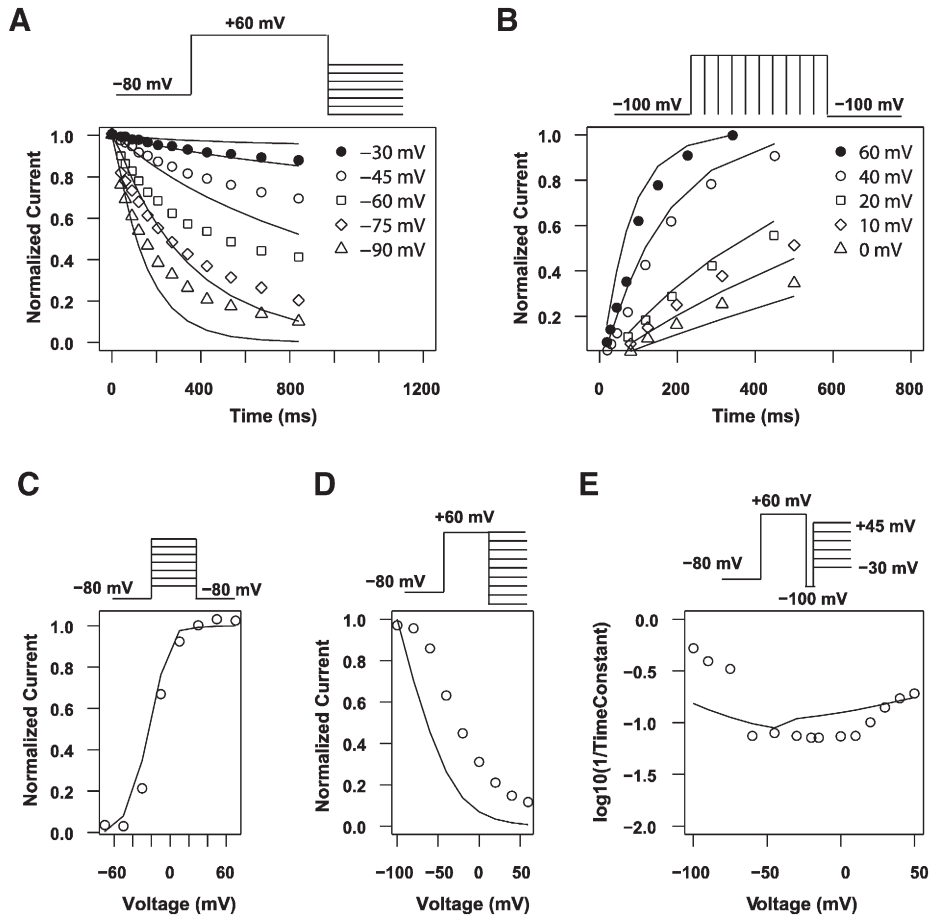 A
+60 mV
−80 mV
Normalized Current
1.0
0.8
0.6
0.4
0.2
0.0
−30 mV
−45 mV
−60 mV
−75 mV
−90 mV
0
400
800
1200
Time (ms)
B
−100 mV
−100 mV
Normalized Current
1.0
0.8
0.6
0.4
0.2
60 mV
40 mV
20 mV
10 mV
0 mV
0
200
400
600
800
Time (ms)
C
−80 mV
−80 mV
Normalized Current
1.0
0.8
0.6
0.4
0.2
0.0
−60
0
60
Voltage (mV)
D
+60 mV
−80 mV
Normalized Current
1.0
0.8
0.6
0.4
0.2
0.0
−100
−50
0
50
Voltage (mV)
E
+60 mV
+45 mV
−80 mV
−30 mV
−100 mV
log10(1/TimeConstant)
0.0
−0.5
−1.0
−1.5
−2.0
−100
−50
0
50
Voltage (mV)